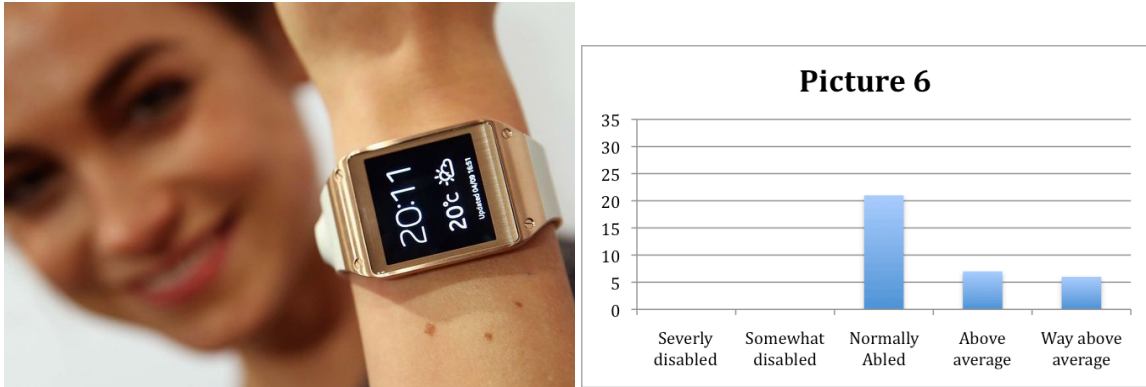 20:11
20°c
Updated 04/09 16:51
Picture 6
35
30
25
20
15
10
5
0
Severly disabled
Somewhat disabled
Normally Abled
Above average
Way above average